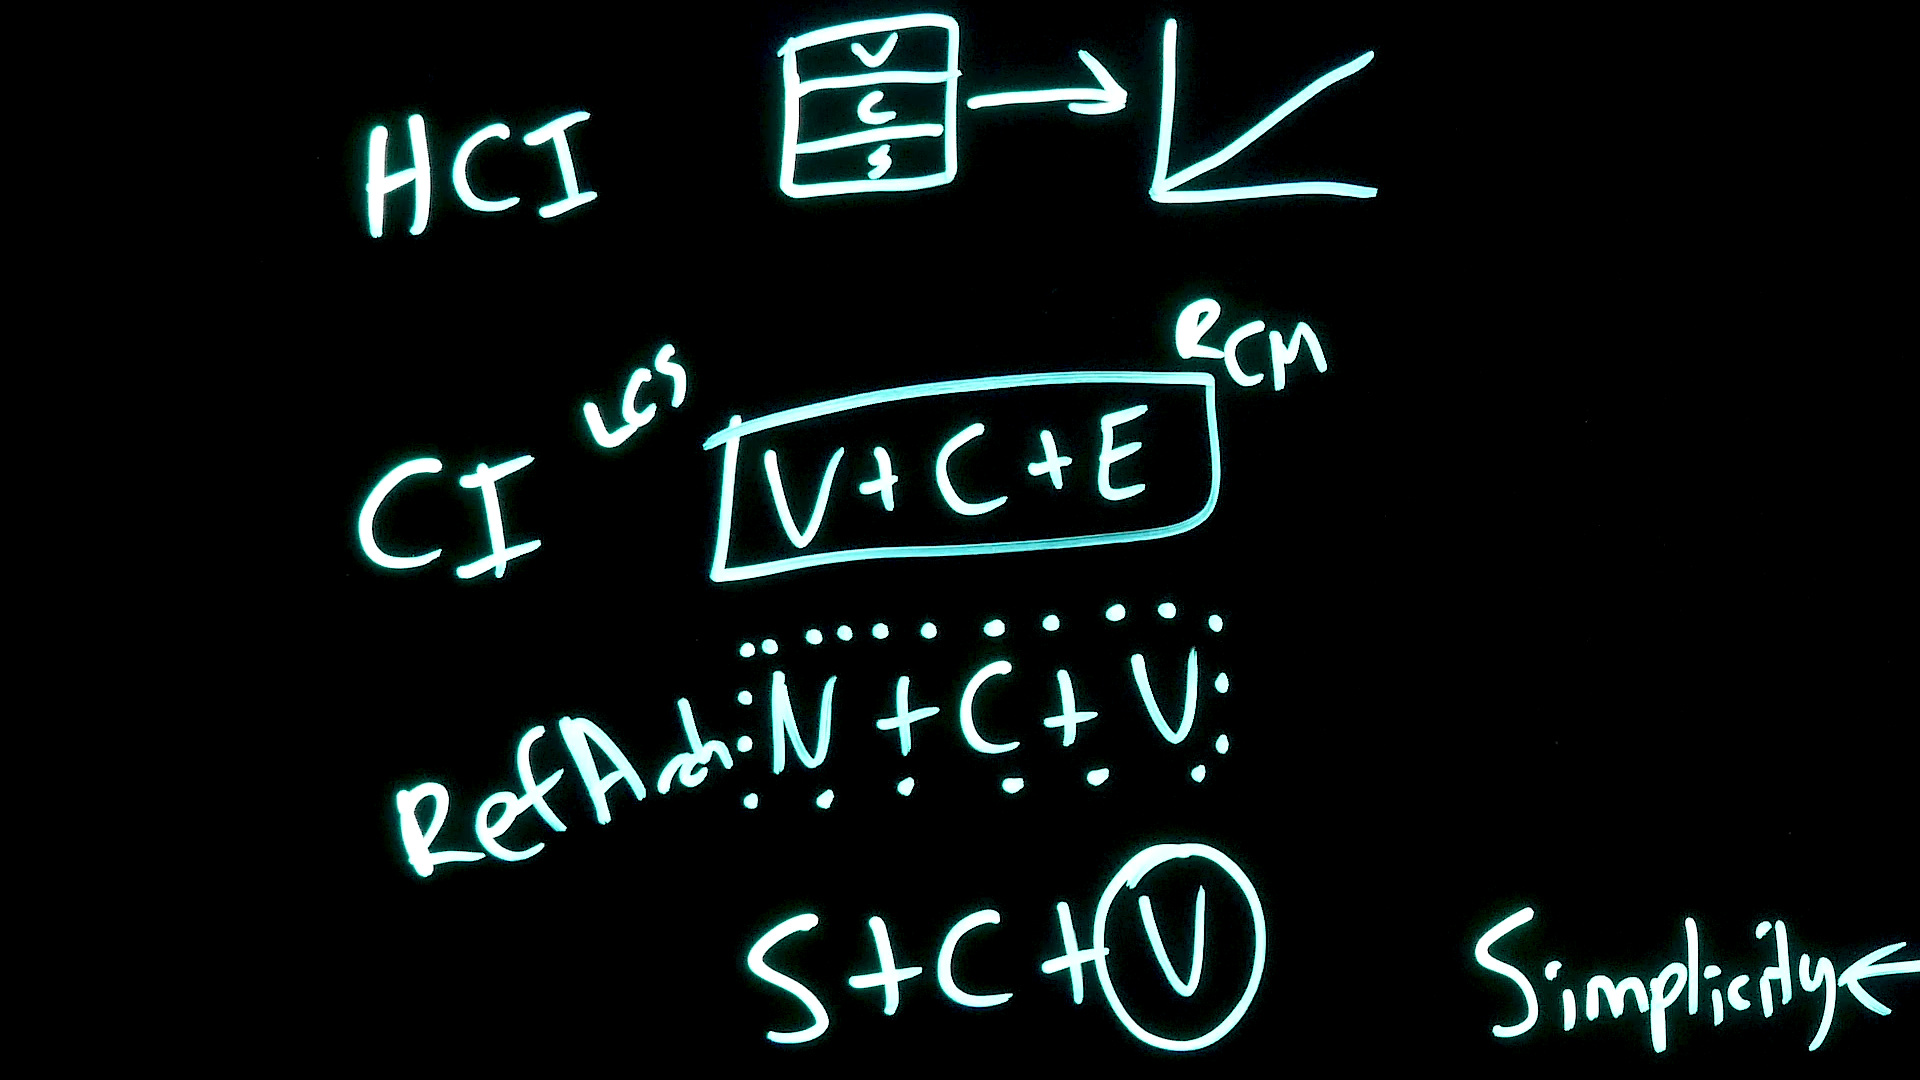 V
C
S
HCI
RCM
LCS
CI
V+C+E
RefArch
N+C+V
S+C+V
Simplicity